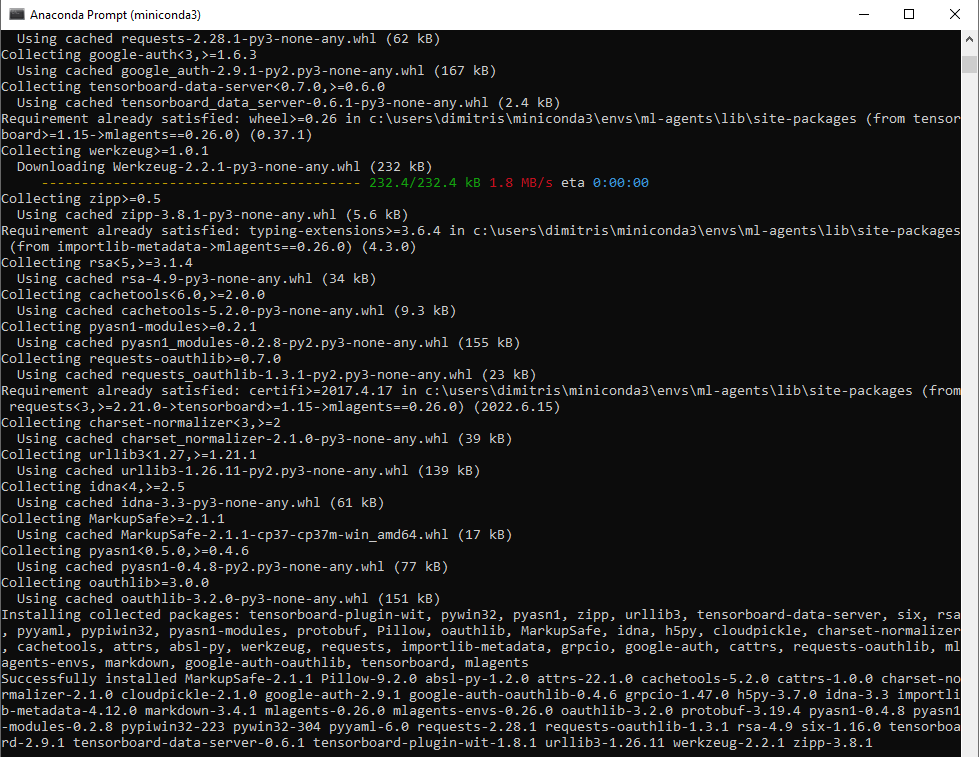 Anaconda Prompt (miniconda3)
Using cached requests-2.28.1-py3-none-any.whl (62 kB)
Collecting google-auth<3,>=1.6.3
Using cached google_auth-2.9.1-py2.py3-none-any.whl (167 kB)
Collecting tensorboard-data-server<0.7.0,>=0.6.0
Using cached tensorboard_data_server-0.6.1-py3-none-any.whl (2.4 kB)
Requirement already satisfied: wheel>=0.26 in c:\users\dimitris\miniconda3\envs\ml-agents\lib\site-packages (from tensor
board>=1.15->mlagents==0.26.0) (0.37.1)
Collecting werkzeug>=1.0.1
Downloading Werkzeug-2.2.1-py3-none-any.whl (232 kB)
---------------------------------------- 232.4/232.4 kB 1.8 MB/s eta 0:00:00
Collecting zipp>=0.5
Using cached zipp-3.8.1-py3-none-any.whl (5.6 kB)
Requirement already satisfied: typing-extensions>=3.6.4 in c:\users\dimitris\miniconda3\envs\ml-agents\lib\site-packages
(from importlib-metadata->mlagents==0.26.0) (4.3.0)
Collecting rsa<5,>=3.1.4
Using cached rsa-4.9-py3-none-any.whl (34 kB)
Collecting cachetools<6.0,>=2.0.0
Using cached cachetools-5.2.0-py3-none-any.whl (9.3 kB)
Collecting pyasn1-modules>=0.2.1
Using cached pyasn1_modules-0.2.8-py2.py3-none-any.whl (155 kB)
Collecting requests-oauthlib>=0.7.0
Using cached requests_oauthlib-1.3.1-py2.py3-none-any.whl (23 kB)
Requirement already satisfied: certifi>=2017.4.17 in c:\users\dimitris\miniconda3\envs\ml-agents\lib\site-packages (from
requests<3,>=2.21.0->tensorboard>=1.15->mlagents==0.26.0) (2022.6.15)
Collecting charset-normalizer<3,>=2
Using cached charset_normalizer-2.1.0-py3-none-any.whl (39 kB)
Collecting urllib3<1.27,>=1.21.1
Using cached urllib3-1.26.11-py2.py3-none-any.whl (139 kB)
Collecting idna<4,>=2.5
Using cached idna-3.3-py3-none-any.whl (61 kB)
Collecting MarkupSafe>=2.1.1
Using cached MarkupSafe-2.1.1-cp37-cp37m-win_amd64.whl (17 kB)
Collecting pyasn1<0.5.0,>=0.4.6
Using cached pyasn1-0.4.8-py2.py3-none-any.whl (77 kB)
Collecting oauthlib>=3.0.0
Using cached oauthlib-3.2.0-py3-none-any.whl (151 kB)
Installing collected packages: tensorboard-plugin-wit, pywin32, pyasn1, zipp, urllib3, tensorboard-data-server, six, rsa
, pyyaml, pypiwin32, pyasn1-modules, protobuf, Pillow, oauthlib, MarkupSafe, idna, h5py, cloudpickle, charset-normalizer
, cachetools, attrs, absl-py, werkzeug, requests, importlib-metadata, grpcio, google-auth, cattrs, requests-oauthlib, ml
agents-envs, markdown, google-auth-oauthlib, tensorboard, mlagents
Successfully installed MarkupSafe-2.1.1 Pillow-9.2.0 absl-py-1.2.0 attrs-22.1.0 cachetools-5.2.0 cattrs-1.0.0 charset-no
rmalizer-2.1.0 cloudpickle-2.1.0 google-auth-2.9.1 google-auth-oauthlib-0.4.6 grpcio-1.47.0 h5py-3.7.0 idna-3.3 importli
b-metadata-4.12.0 markdown-3.4.1 mlagents-0.26.0 mlagents-envs-0.26.0 oauthlib-3.2.0 protobuf-3.19.4 pyasn1-0.4.8 pyasn1
-modules-0.2.8 pypiwin32-223 pywin32-304 pyyaml-6.0 requests-2.28.1 requests-oauthlib-1.3.1 rsa-4.9 six-1.16.0 tensorboa
rd-2.9.1 tensorboard-data-server-0.6.1 tensorboard-plugin-wit-1.8.1 urllib3-1.26.11 werkzeug-2.2.1 zipp-3.8.1